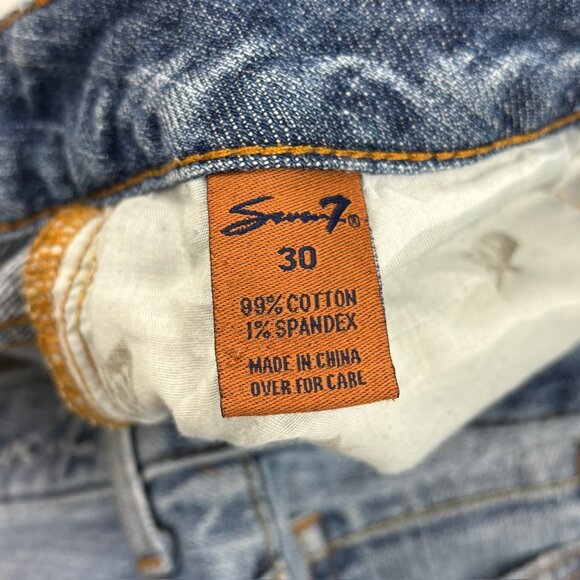 Seven7®
30
99% COTTON
1% SPANDEX
MADE IN CHINA
OVER FOR CARE